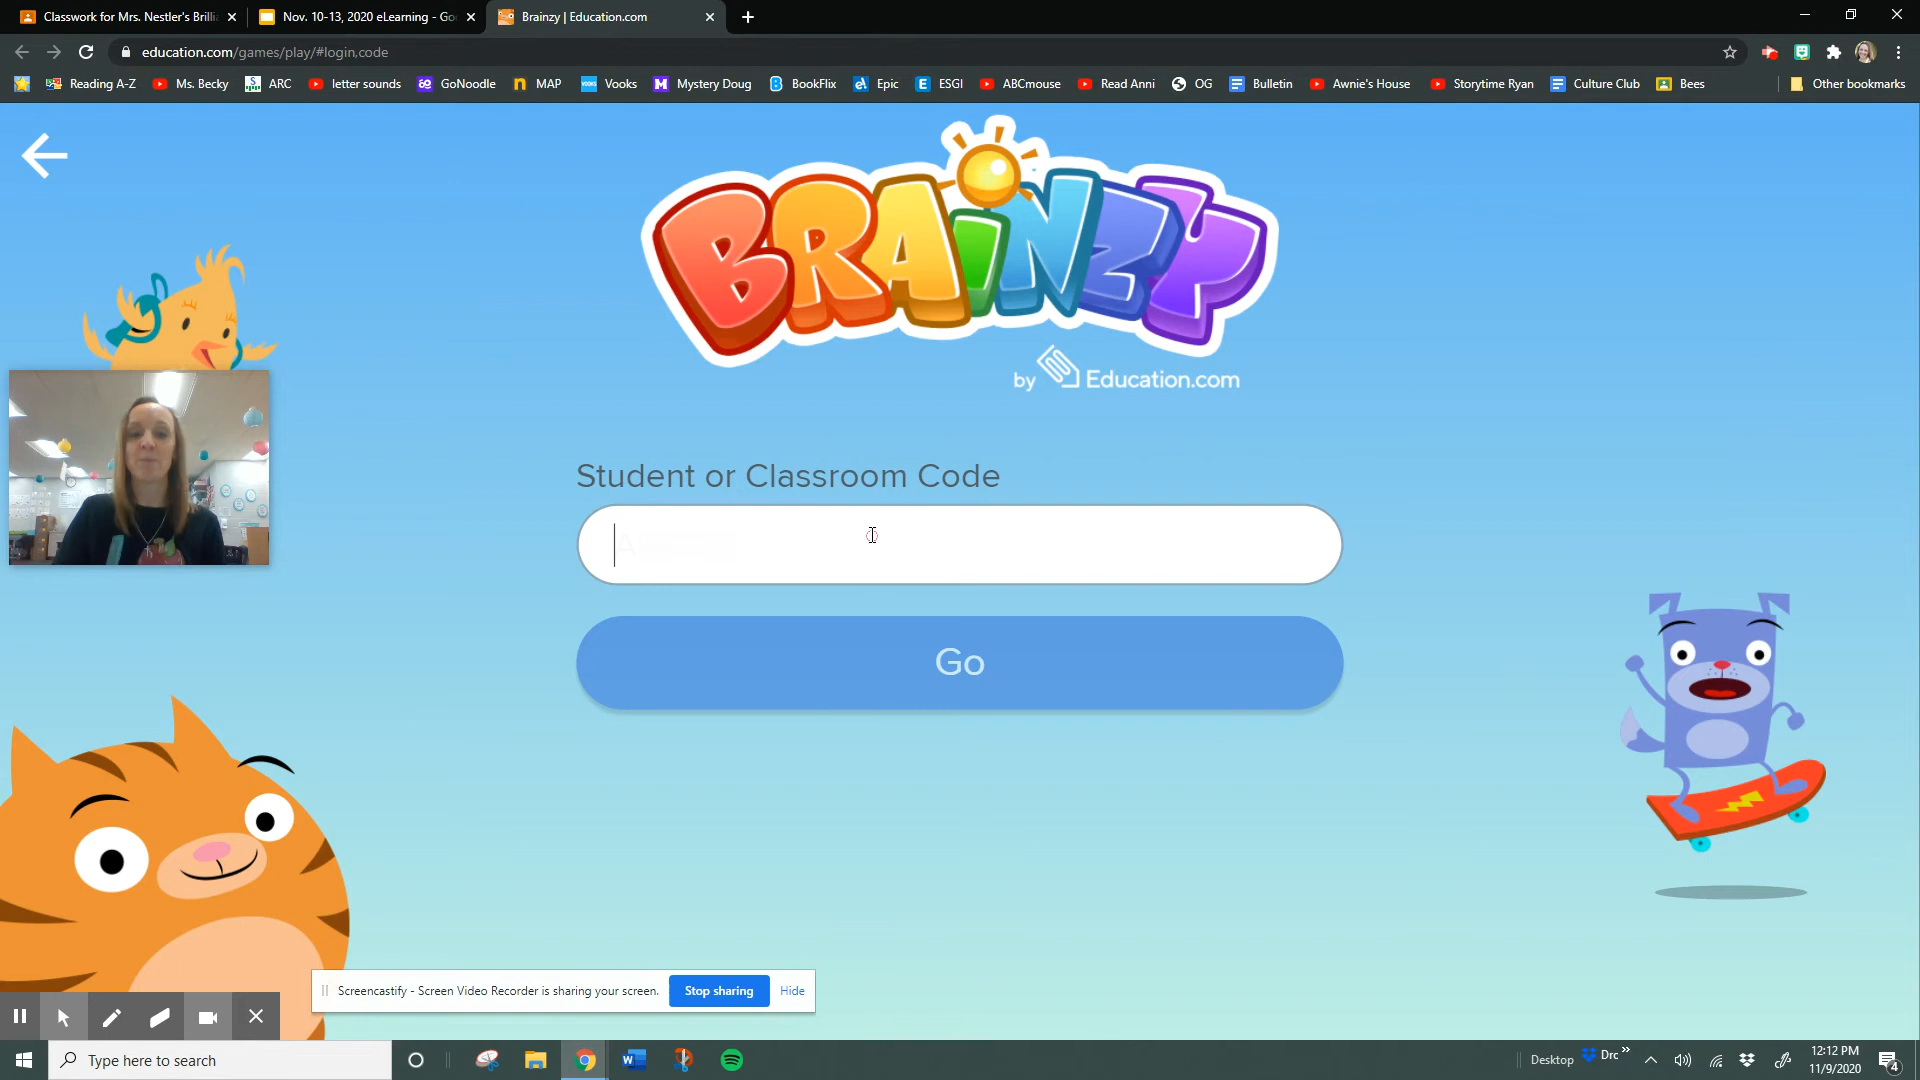 Classwork for Mrs. Nestler's Brilli
Nov. 10-13, 2020 eLearning - Goo
Brainzy | Education.com
education.com/games/play/#login.code
Reading A-Z
Ms. Becky
ARC
letter sounds
GoNoodle
MAP
Vooks
Mystery Doug
BookFlix
Epic
ESGI
ABCmouse
Read Anni
OG
Bulletin
Awnie's House
Storytime Ryan
Culture Club
Bees
Other bookmarks
BRAINZY
by Education.com
Student or Classroom Code
Go
Screencastify - Screen Video Recorder is sharing your screen.
Stop sharing
Hide
Type here to search
Desktop
Drc
12:12 PM
11/9/2020
4